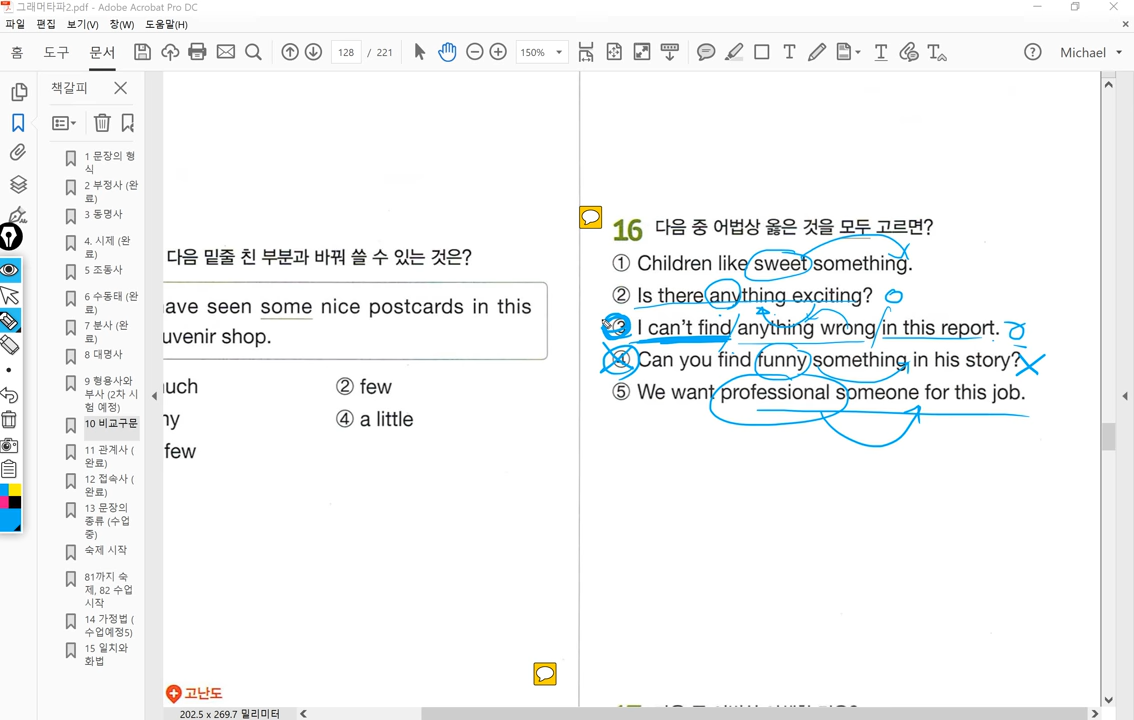 그래머타파2.pdf - Adobe Acrobat Pro DC
파일 편집 보기(V) 창(W) 도움말(H)
홈 도구 문서 128 / 221 150% Michael
책갈피
1 문장의 형
식
2 부정사 (완
료)
3 동명사
4. 시제 (완
료)
5 조동사
6 수동태 (완
료)
7 분사 (완
료)
8 대명사
9 형용사와
부사 (2차 시
험 예정)
10 비교구문
11 관계사 (
완료)
12 접속사 (
완료)
13 문장의
종류 (수업
중)
숙제 시작
81까지 숙
제, 82 수업
시작
14 가정법 (
수업예정5)
15 일치와
화법
다음 밑줄 친 부분과 바꿔 쓸 수 있는 것은?
ave seen some nice postcards in this
uvenir shop.
uch ② few
ny ④ a little
few
고난도
202.5 x 269.7 밀리미터
16 다음 중 어법상 옳은 것을 모두 고르면?
① Children like sweet something.
② Is there anything exciting?
③ I can't find anything wrong in this report.
④ Can you find funny something in his story?
⑤ We want professional someone for this job.